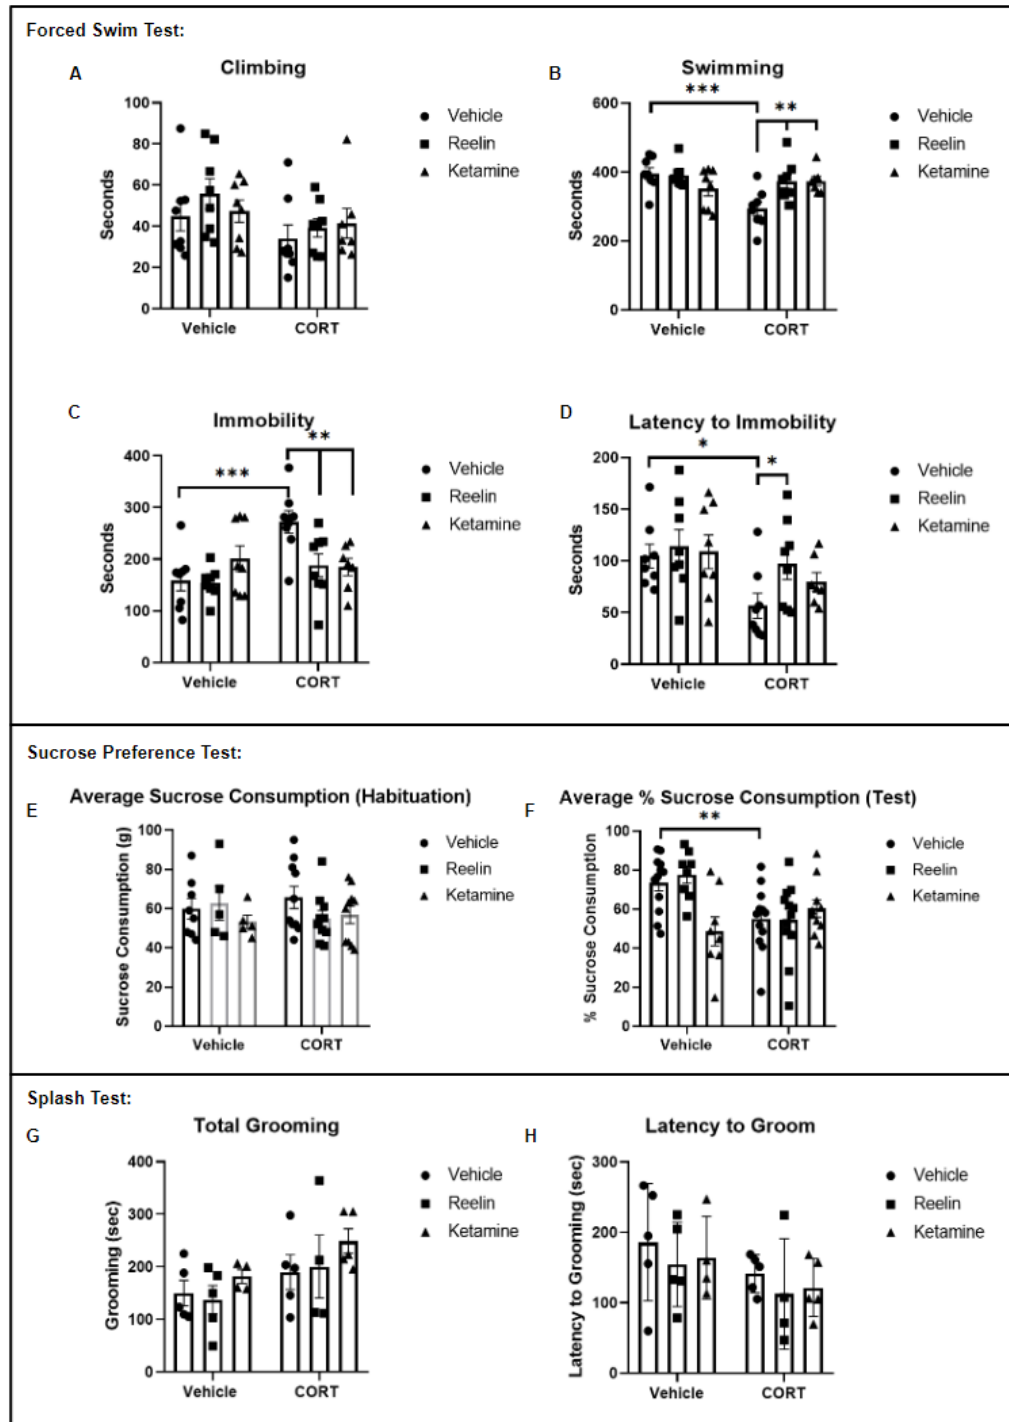 Forced Swim Test:
A
Climbing
100
80
60
40
20
0
Seconds
Vehicle
CORT
Vehicle
Reelin
Ketamine
B
Swimming
***
**
600
400
200
0
Seconds
Vehicle
CORT
Vehicle
Reelin
Ketamine
C
Immobility
**
***
400
300
200
100
0
Seconds
Vehicle
CORT
Vehicle
Reelin
Ketamine
D
Latency to Immobility
*
*
200
150
100
50
0
Seconds
Vehicle
CORT
Vehicle
Reelin
Ketamine
Sucrose Preference Test:
E
Average Sucrose Consumption (Habituation)
100
80
60
40
20
0
Sucrose Consumption (g)
Vehicle
CORT
Vehicle
Reelin
Ketamine
F
Average % Sucrose Consumption (Test)
**
100
80
60
40
20
0
% Sucrose Consumption
Vehicle
CORT
Vehicle
Reelin
Ketamine
Splash Test:
G
Total Grooming
400
300
200
100
0
Grooming (sec)
Vehicle
CORT
Vehicle
Reelin
Ketamine
H
Latency to Groom
300
200
100
0
Latency to Grooming (sec)
Vehicle
CORT
Vehicle
Reelin
Ketamine